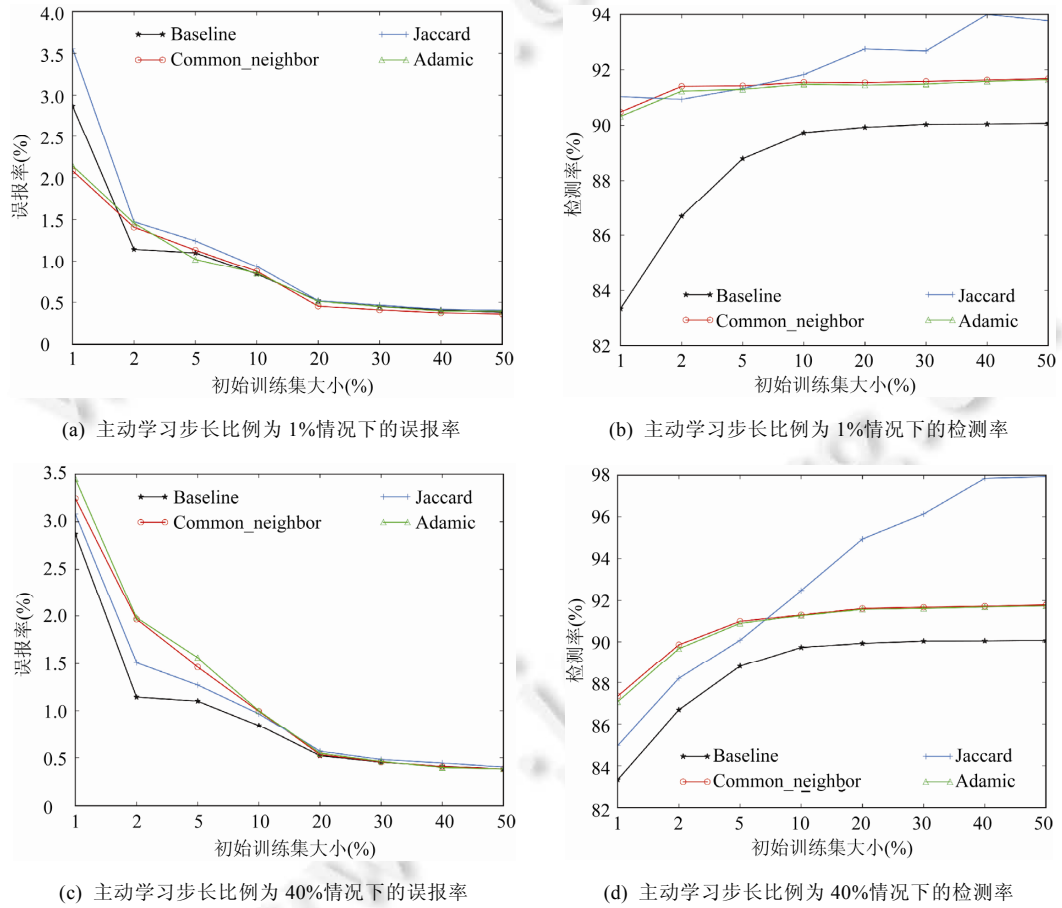 4.0
3.5
3.0
2.5
2.0
1.5
1.0
0.5
0
误报率(%)
Baseline
Jaccard
Common_neighbor
Adamic
1 2 5 10 20 30 40 50
初始训练集大小(%)
(a) 主动学习步长比例为 1%情况下的误报率
94
92
90
88
86
84
82
检测率(%)
Baseline
Jaccard
Common_neighbor
Adamic
1 2 5 10 20 30 40 50
初始训练集大小(%)
(b) 主动学习步长比例为 1%情况下的检测率
3.5
3.0
2.5
2.0
1.5
1.0
0.5
0
误报率(%)
Baseline
Jaccard
Common_neighbor
Adamic
1 2 5 10 20 30 40 50
初始训练集大小(%)
(c) 主动学习步长比例为 40%情况下的误报率
98
96
94
92
90
88
86
84
82
检测率(%)
Baseline
Jaccard
Common_neighbor
Adamic
1 2 5 10 20 30 40 50
初始训练集大小(%)
(d) 主动学习步长比例为 40%情况下的检测率